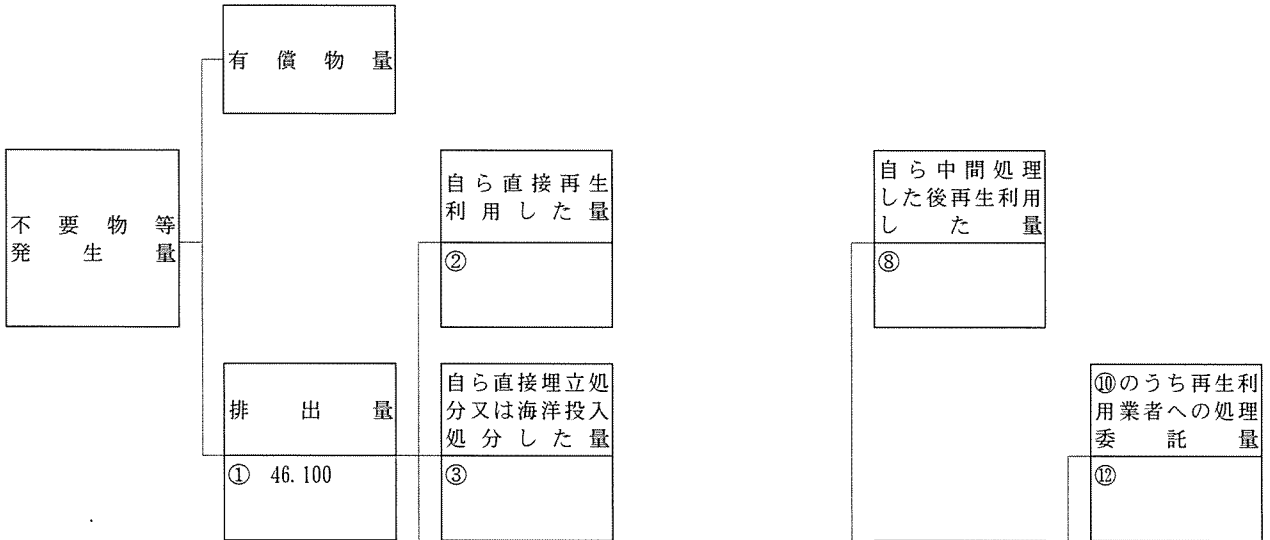 有償物量
不要物等
発生量
自ら直接再生
利用した量
②
自ら中間処理
した後再生利用
した量
⑧
排出量
① 46.100
自ら直接埋立処
分又は海洋投入
処分した量
③
⑩のうち再生利
用業者への処理
委託量
⑫